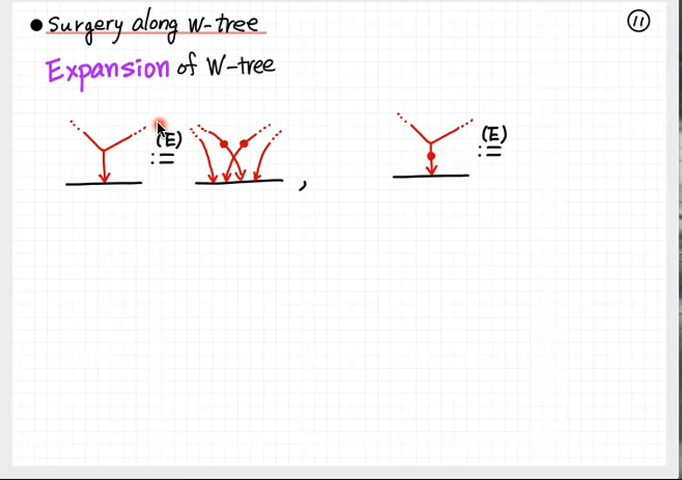 ● Surgery along W-tree
⑪
Expansion of W-tree
(E)
:=
,
(E)
:=